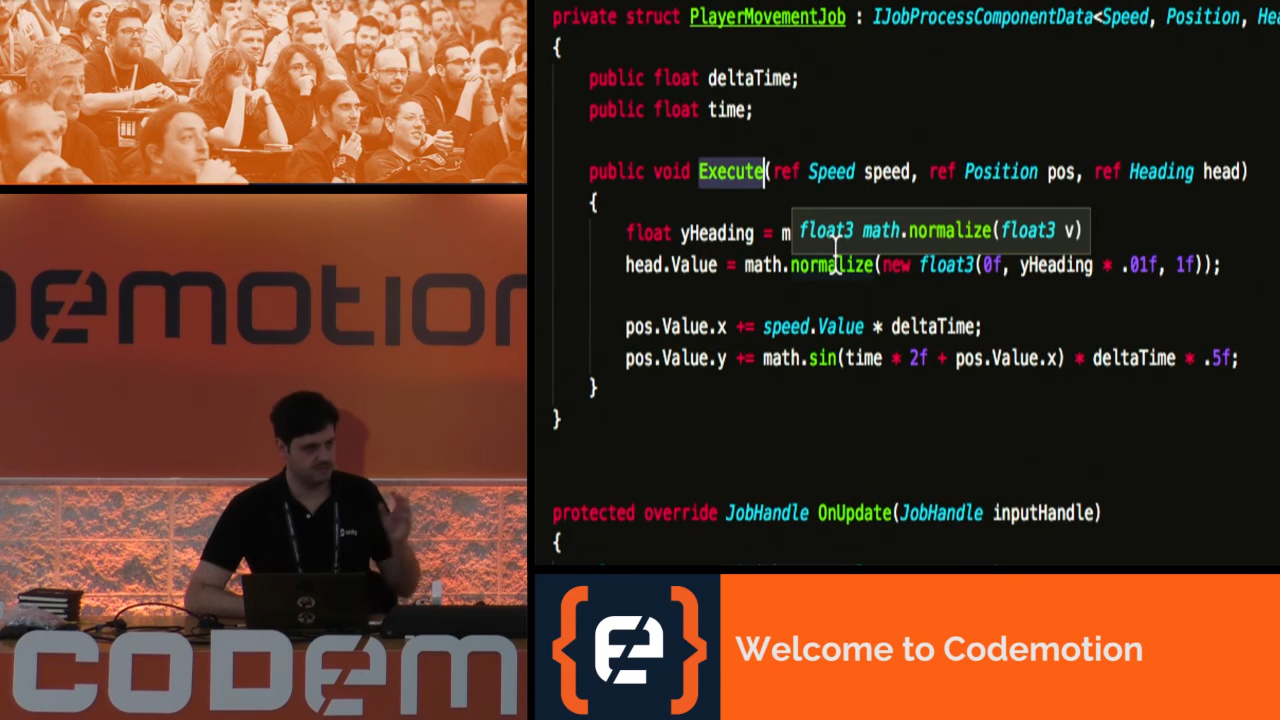 emotion
unity
CODEM
private struct PlayerMovementJob : IJobProcessComponentData<Speed, Position, Hea
{
public float deltaTime;
public float time;
public void Execute(ref Speed speed, ref Position pos, ref Heading head)
{
float yHeading = m
float3 math.normalize(float3 v)
head.Value = math.normalize(new float3(0f, yHeading * .01f, 1f));
pos.Value.x += speed.Value * deltaTime;
pos.Value.y += math.sin(time * 2f + pos.Value.x) * deltaTime * .5f;
}
}
protected override JobHandle OnUpdate(JobHandle inputHandle)
{
Welcome to Codemotion